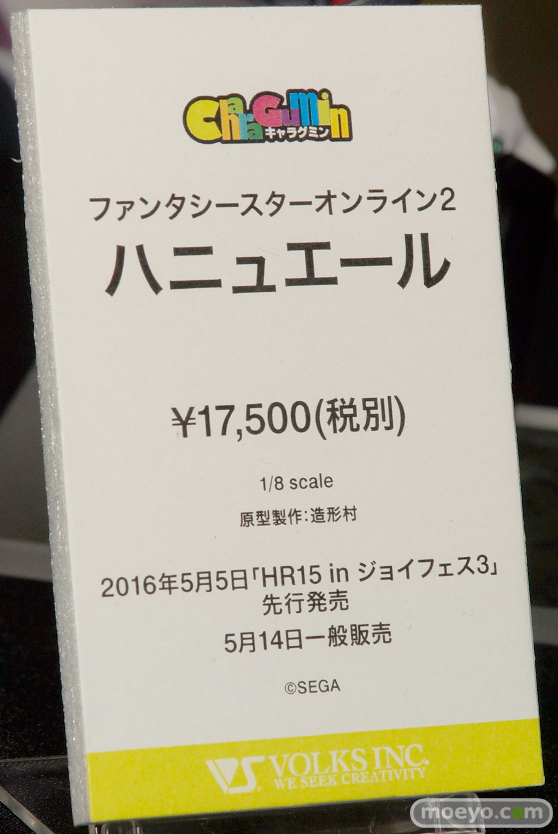 CharaGumin
キャラグミン
ファンタシースターオンライン2
ハニュエール
¥17,500(税別)
1/8 scale
原型製作:造形村
2016年5月5日「HR15 in ジョイフェス3」
先行発売
5月14日一般販売
©SEGA
VS VOLKS INC.
WE SEEK CREATIVITY
moeyo.com